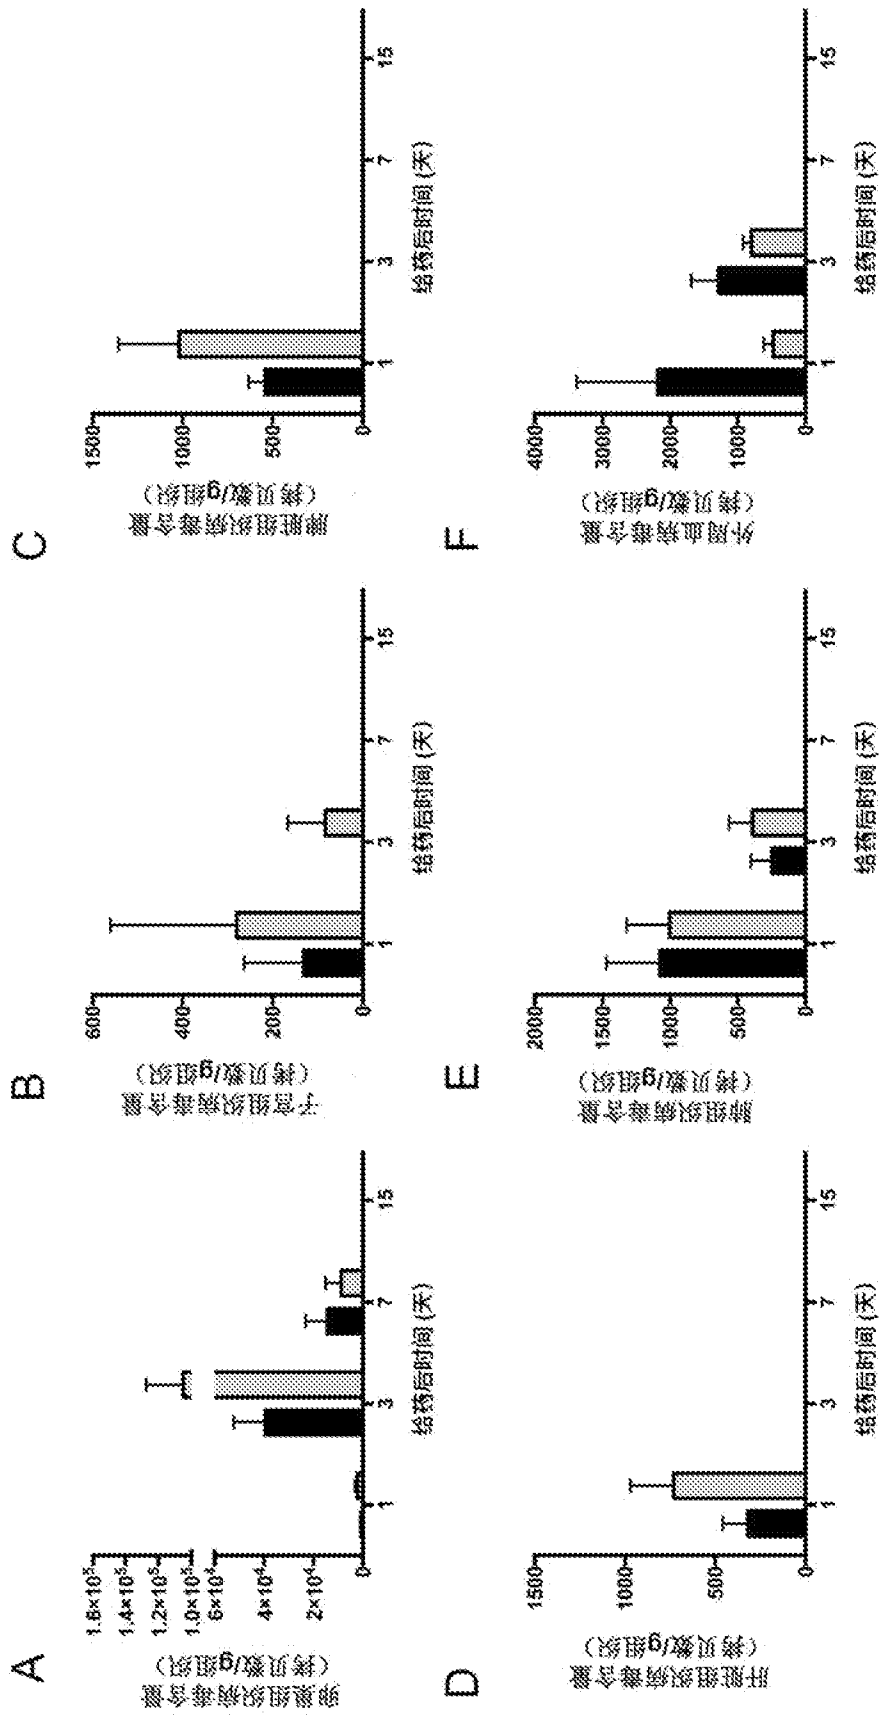 A
卵巢组织病毒含量
（拷贝数/g组织）
1.6×10⁵
1.4×10⁵
1.2×10⁵
1.0×10⁵
6×10⁴
4×10⁴
2×10⁴
0
1
3
7
15
给药后时间 (天)
B
子宫组织病毒含量
（拷贝数/g组织）
600
400
200
0
1
3
7
15
给药后时间 (天)
C
脾脏组织病毒含量
（拷贝数/g组织）
1500
1000
500
0
1
3
7
15
给药后时间 (天)
D
肝脏组织病毒含量
（拷贝数/g组织）
1500
1000
500
0
1
3
7
15
给药后时间 (天)
E
肺组织病毒含量
（拷贝数/g组织）
2000
1500
1000
500
0
1
3
7
15
给药后时间 (天)
F
外周血病毒含量
（拷贝数/g组织）
4000
3000
2000
1000
0
1
3
7
15
给药后时间 (天)